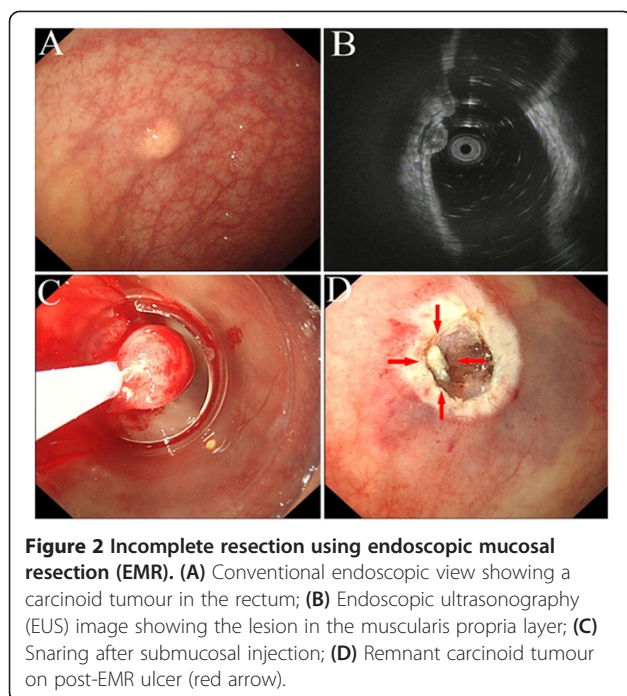 A
B
C
D
Figure 2 Incomplete resection using endoscopic mucosal
resection (EMR). (A) Conventional endoscopic view showing a
carcinoid tumour in the rectum; (B) Endoscopic ultrasonography
(EUS) image showing the lesion in the muscularis propria layer; (C)
Snaring after submucosal injection; (D) Remnant carcinoid tumour
on post-EMR ulcer (red arrow).